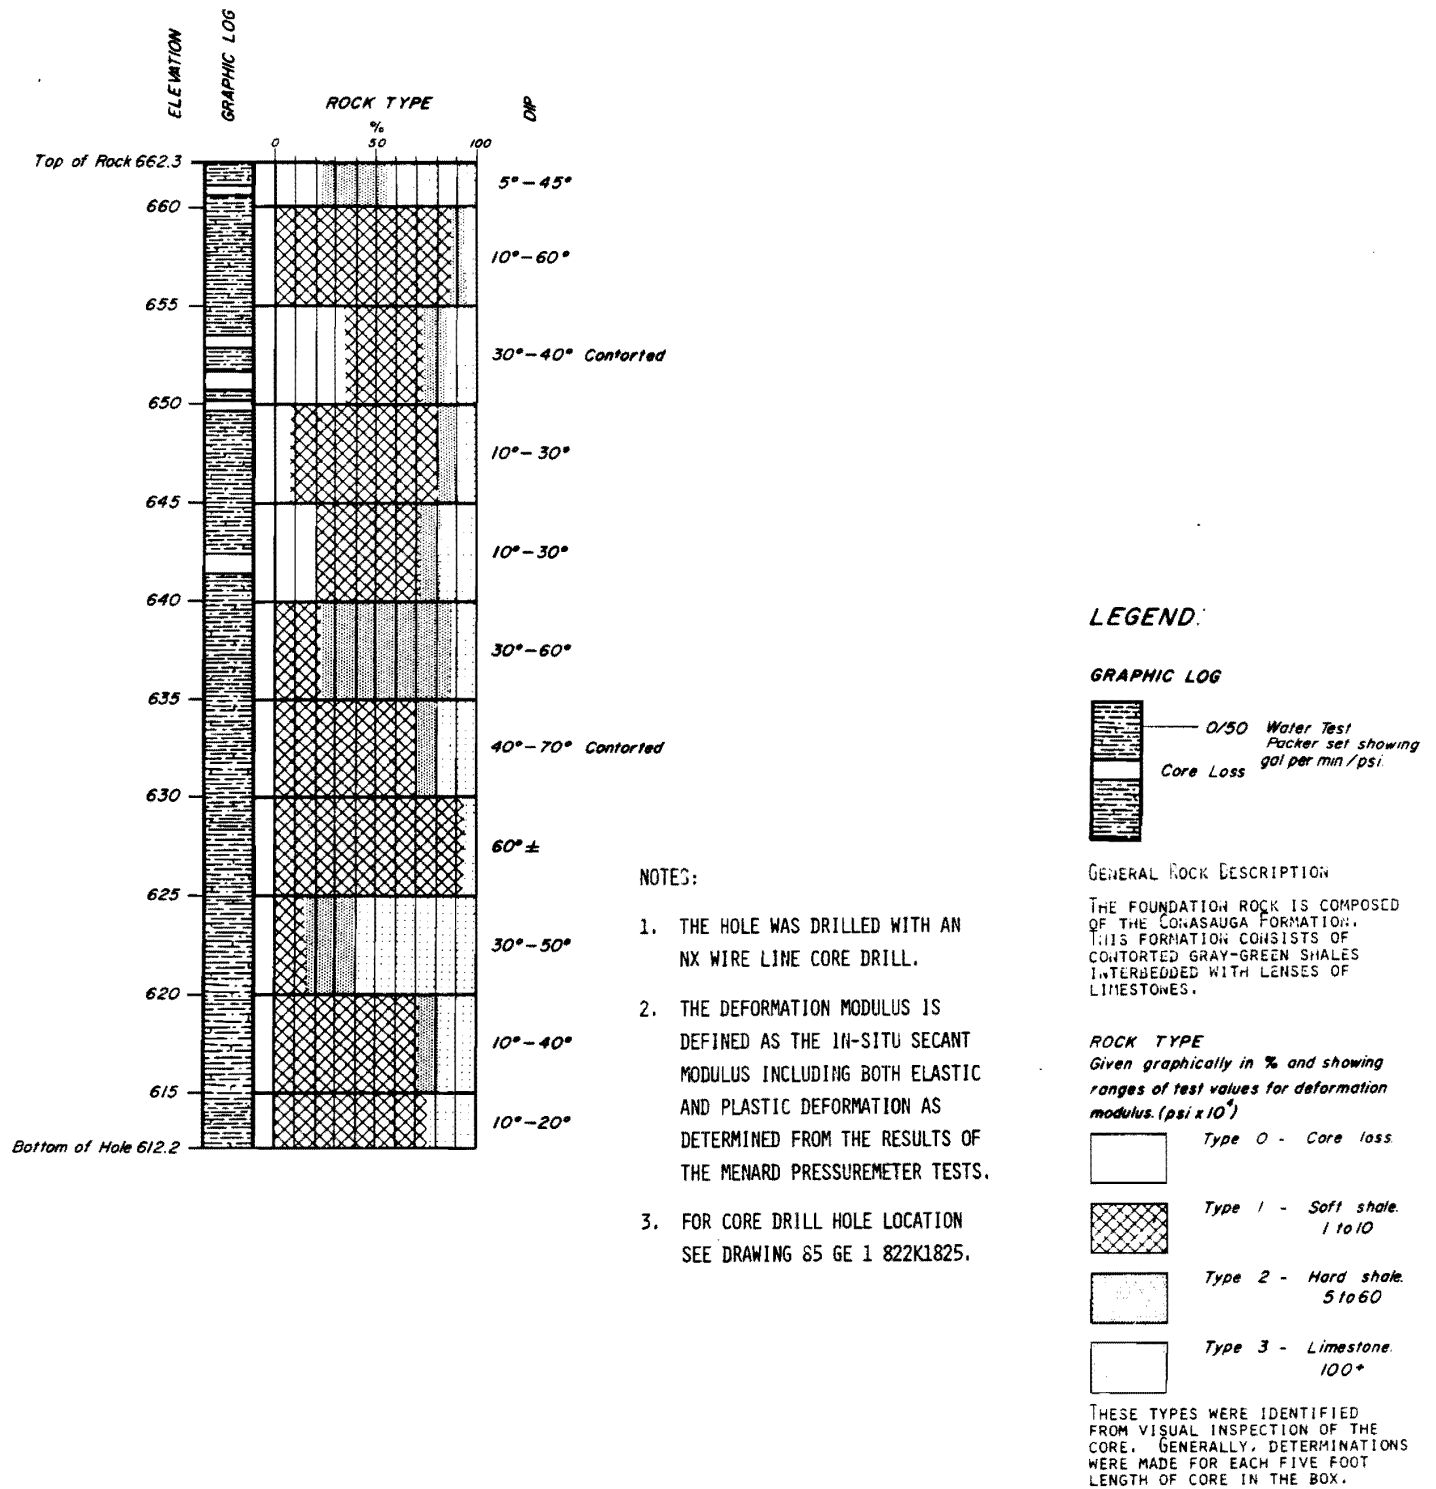 ELEVATION
GRAPHIC LOG
ROCK TYPE
%
0 50 100
DIP
Top of Rock 662.3
5°-45°
660
10°-60°
655
30°-40° Contorted
650
10°-30°
645
10°-30°
640
30°-60°
635
40°-70° Contorted
630
60°±
625
30°-50°
620
10°-40°
615
10°-20°
Bottom of Hole 612.2
NOTES:
1. THE HOLE WAS DRILLED WITH AN
NX WIRE LINE CORE DRILL.
2. THE DEFORMATION MODULUS IS
DEFINED AS THE IN-SITU SECANT
MODULUS INCLUDING BOTH ELASTIC
AND PLASTIC DEFORMATION AS
DETERMINED FROM THE RESULTS OF
THE MENARD PRESSUREMETER TESTS.
3. FOR CORE DRILL HOLE LOCATION
SEE DRAWING 85 GE 1 822K1825.
LEGEND:
GRAPHIC LOG
0/50 Water Test
Packer set showing
gal per min/psi.
Core Loss
GENERAL ROCK DESCRIPTION
THE FOUNDATION ROCK IS COMPOSED
OF THE CONASAUGA FORMATION.
THIS FORMATION CONSISTS OF
CONTORTED GRAY-GREEN SHALES
INTERBEDDED WITH LENSES OF
LIMESTONES.
ROCK TYPE
Given graphically in % and showing
ranges of test values for deformation
modulus. (psi x 10⁴)
Type 0 - Core loss.
Type 1 - Soft shale.
1 to 10
Type 2 - Hard shale.
5 to 60
Type 3 - Limestone.
100+
THESE TYPES WERE IDENTIFIED
FROM VISUAL INSPECTION OF THE
CORE. GENERALLY, DETERMINATIONS
WERE MADE FOR EACH FIVE FOOT
LENGTH OF CORE IN THE BOX.